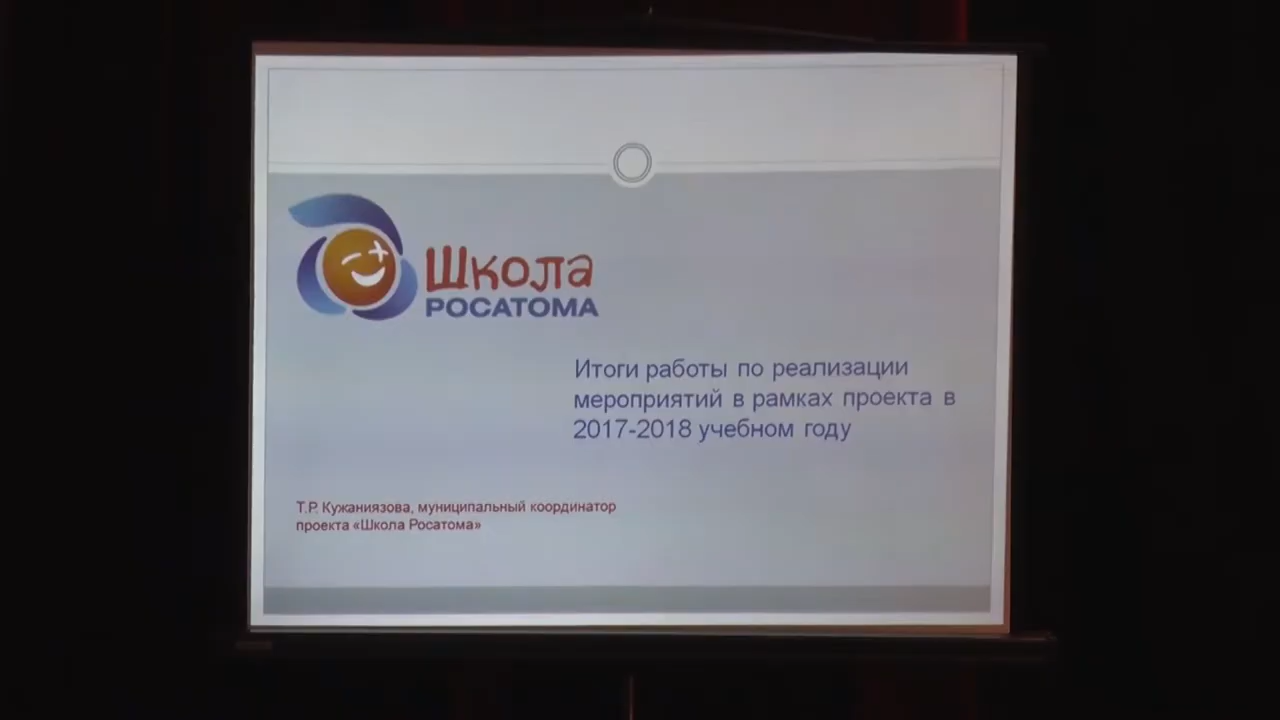 Школа
РОСАТОМА
Итоги работы по реализации
мероприятий в рамках проекта в
2017-2018 учебном году
Т.Р. Кужаниязова, муниципальный координатор
проекта «Школа Росатома»